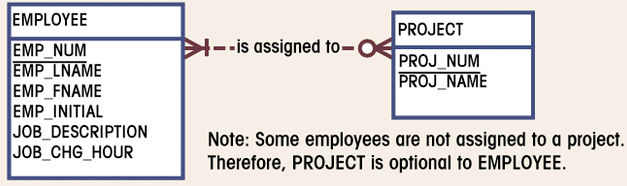 EMPLOYEE
EMP_NUM
EMP_LNAME
EMP_FNAME
EMP_INITIAL
JOB_DESCRIPTION
JOB_CHG_HOUR
is assigned to
PROJECT
PROJ_NUM
PROJ_NAME
Note: Some employees are not assigned to a project.
Therefore, PROJECT is optional to EMPLOYEE.